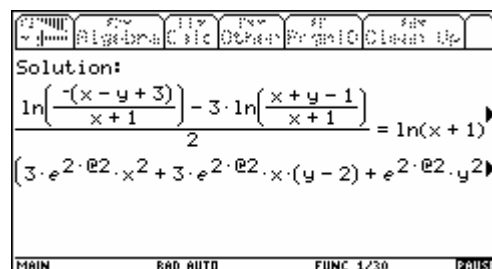 Algebra Calc Other PrgmIO Clean Up
Solution:
ln(-(x - y + 3)/(x + 1)) - 3·ln((x + y - 1)/(x + 1))
2
= ln(x + 1)
(3·e^2·@2·x^2 + 3·e^2·@2·x·(y - 2) + e^2·@2·y^2
MAIN RAD AUTO FUNC 1/30 PAUSE